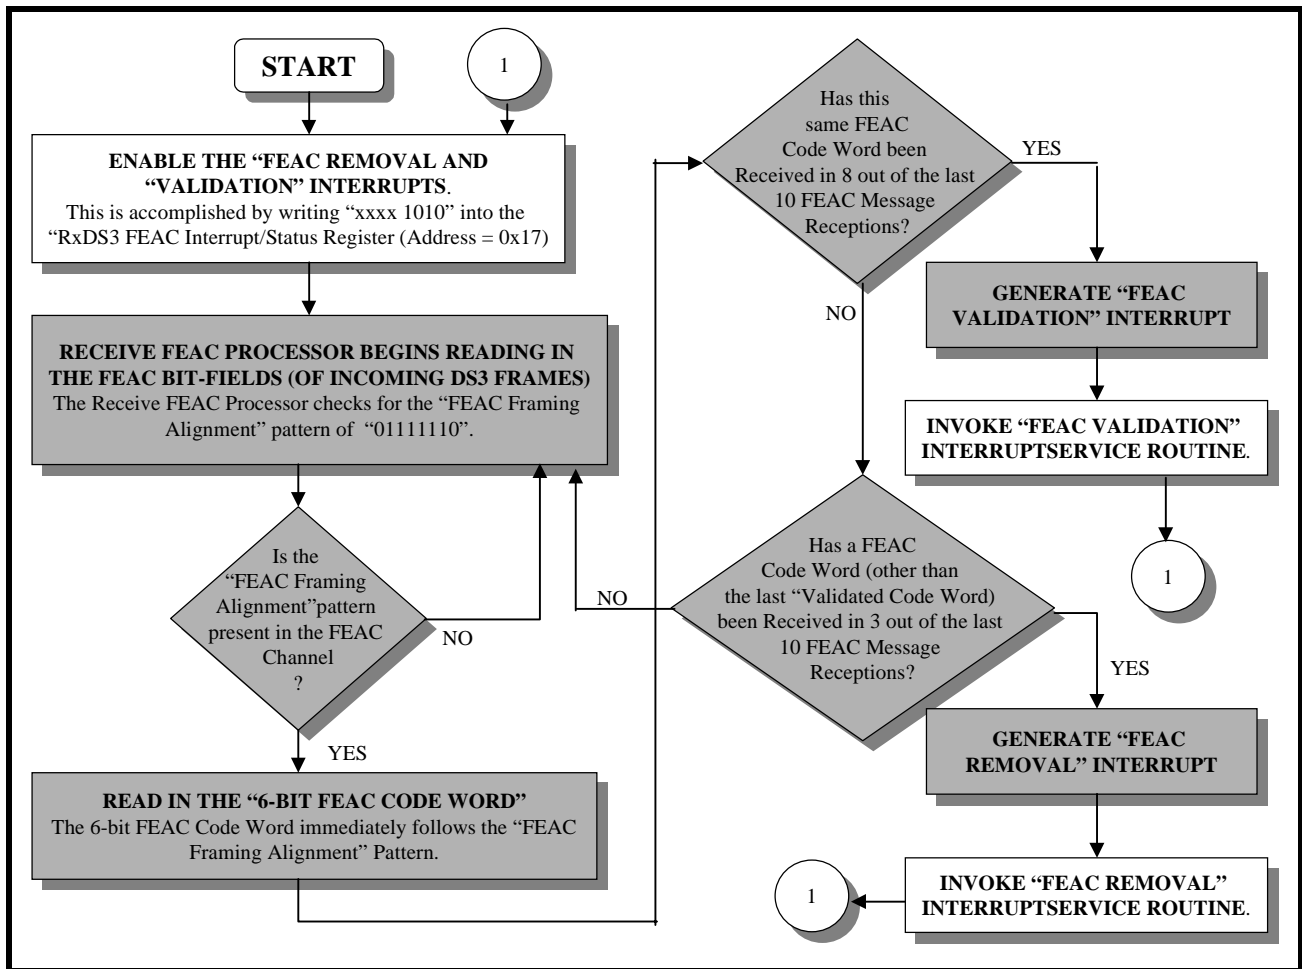 START
1
ENABLE THE “FEAC REMOVAL AND
“VALIDATION” INTERRUPTS.
This is accomplished by writing “xxxx 1010” into the
“RxDS3 FEAC Interrupt/Status Register (Address = 0x17)
RECEIVE FEAC PROCESSOR BEGINS READING IN
THE FEAC BIT-FIELDS (OF INCOMING DS3 FRAMES)
The Receive FEAC Processor checks for the “FEAC Framing
Alignment” pattern of “01111110”.
Is the
“FEAC Framing
Alignment”pattern
present in the FEAC
Channel
?
NO
YES
READ IN THE “6-BIT FEAC CODE WORD”
The 6-bit FEAC Code Word immediately follows the “FEAC
Framing Alignment” Pattern.
Has this
same FEAC
Code Word been
Received in 8 out of the last
10 FEAC Message
Receptions?
YES
NO
GENERATE “FEAC
VALIDATION” INTERRUPT
INVOKE “FEAC VALIDATION”
INTERRUPTSERVICE ROUTINE.
1
Has a FEAC
Code Word (other than
the last “Validated Code Word)
been Received in 3 out of the last
10 FEAC Message
Receptions?
NO
YES
GENERATE “FEAC
REMOVAL” INTERRUPT
INVOKE “FEAC REMOVAL”
INTERRUPTSERVICE ROUTINE.
1